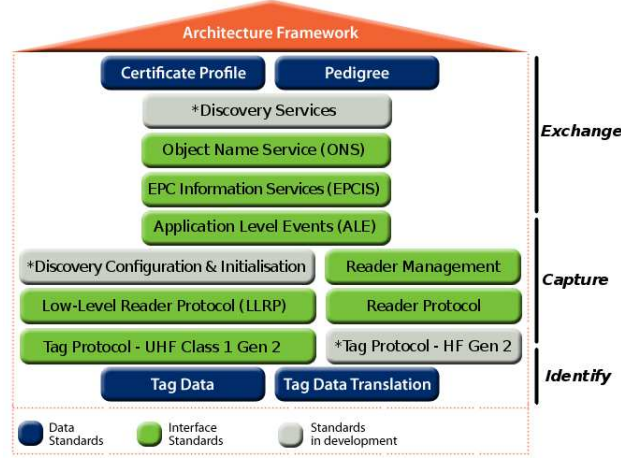 Architecture Framework
Certificate Profile
Pedigree
*Discovery Services
Exchange
Object Name Service (ONS)
EPC Information Services (EPCIS)
Application Level Events (ALE)
*Discovery Configuration & Initialisation
Reader Management
Capture
Low-Level Reader Protocol (LLRP)
Reader Protocol
Tag Protocol - UHF Class 1 Gen 2
*Tag Protocol - HF Gen 2
Tag Data
Tag Data Translation
Identify
Data
Standards
Interface
Standards
Standards
in development